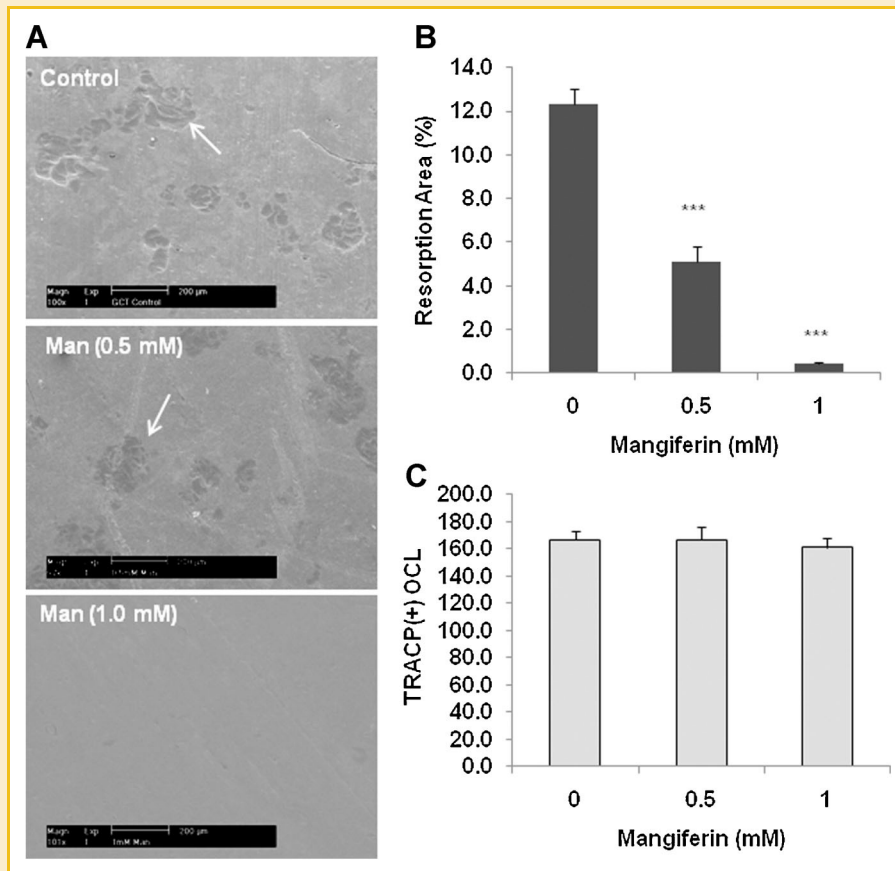 A
Control
Magn Exp 200 µm
100x 1 GCT Control
Man (0.5 mM)
Magn Exp
1
Man (1.0 mM)
Magn Exp 200 µm
101x 1 1mM Man
B
Resorption Area (%)
14.0
12.0
10.0
8.0
6.0
4.0
2.0
0.0
***
***
0 0.5 1
Mangiferin (mM)
C
TRACP(+) OCL
200.0
180.0
160.0
140.0
120.0
100.0
80.0
60.0
40.0
20.0
0.0
0 0.5 1
Mangiferin (mM)